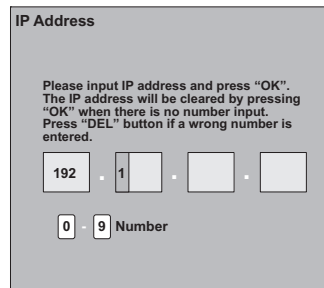 IP Address
Please input IP address and press “OK”.
The IP address will be cleared by pressing
“OK” when there is no number input.
Press “DEL” button if a wrong number is
entered.
192 . 1 . .
0 - 9 Number